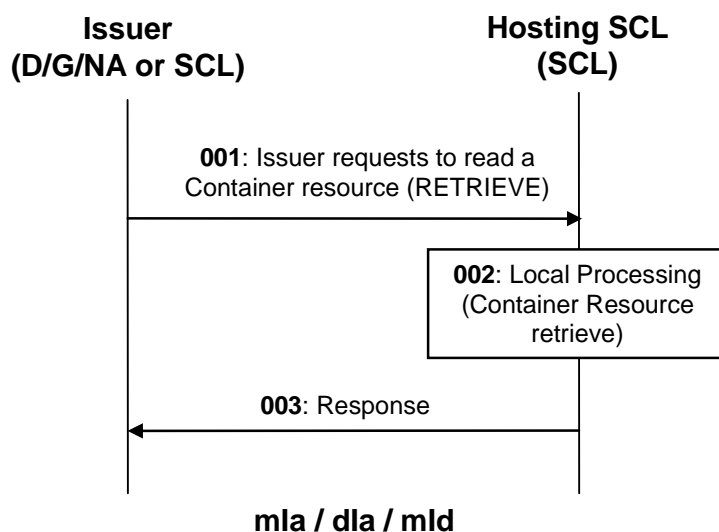 Issuer
(D/G/NA or SCL)
Hosting SCL
(SCL)
001: Issuer requests to read a
Container resource (RETRIEVE)
002: Local Processing
(Container Resource
retrieve)
003: Response
mIa / dIa / mId